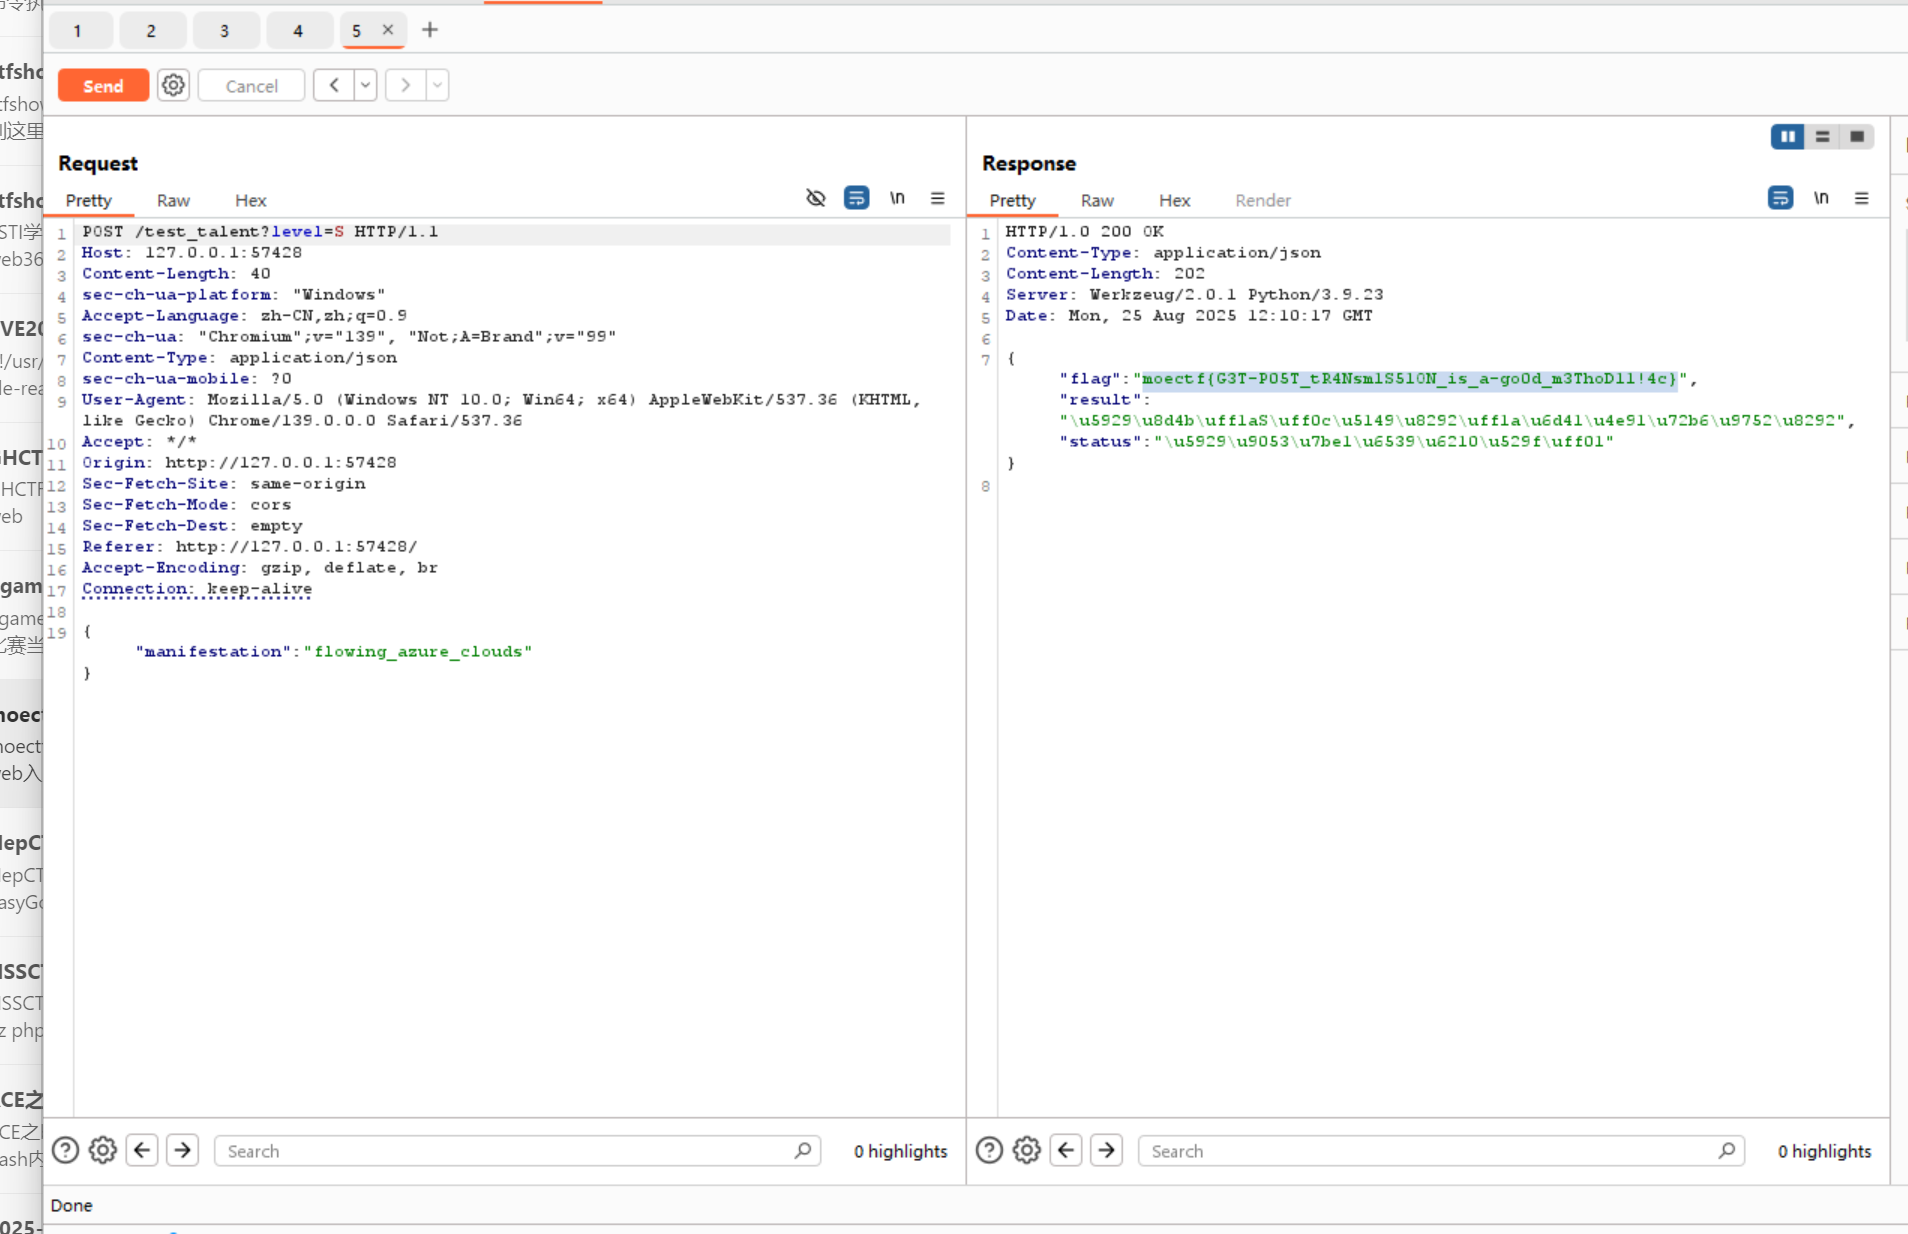 1 2 3 4 5 × +
Send Cancel
Request
Pretty Raw Hex \n
1 POST /test_talent?level=S HTTP/1.1
2 Host: 127.0.0.1:57428
3 Content-Length: 40
4 sec-ch-ua-platform: "Windows"
5 Accept-Language: zh-CN,zh;q=0.9
6 sec-ch-ua: "Chromium";v="139", "Not;A=Brand";v="99"
7 Content-Type: application/json
8 sec-ch-ua-mobile: ?0
9 User-Agent: Mozilla/5.0 (Windows NT 10.0; Win64; x64) AppleWebKit/537.36 (KHTML,
like Gecko) Chrome/139.0.0.0 Safari/537.36
10 Accept: */*
11 Origin: http://127.0.0.1:57428
12 Sec-Fetch-Site: same-origin
13 Sec-Fetch-Mode: cors
14 Sec-Fetch-Dest: empty
15 Referer: http://127.0.0.1:57428/
16 Accept-Encoding: gzip, deflate, br
17 Connection: keep-alive
18
19 {
"manifestation":"flowing_azure_clouds"
}
Search 0 highlights
Response
Pretty Raw Hex Render \n
1 HTTP/1.0 200 OK
2 Content-Type: application/json
3 Content-Length: 202
4 Server: Werkzeug/2.0.1 Python/3.9.23
5 Date: Mon, 25 Aug 2025 12:10:17 GMT
6
7 {
"flag":"moectf{G3T-PO5T_tR4Nsm1S510N_is_a-goOd_m3ThoD11!4c}",
"result":
"\u5929\u8d4b\uff1aS\uff0c\u5149\u8292\uff1a\u6d41\u4e91\u72b6\u9752\u8292",
"status":"\u5929\u9053\u7be1\u6539\u6210\u529f\uff01"
}
8
Search 0 highlights
Done